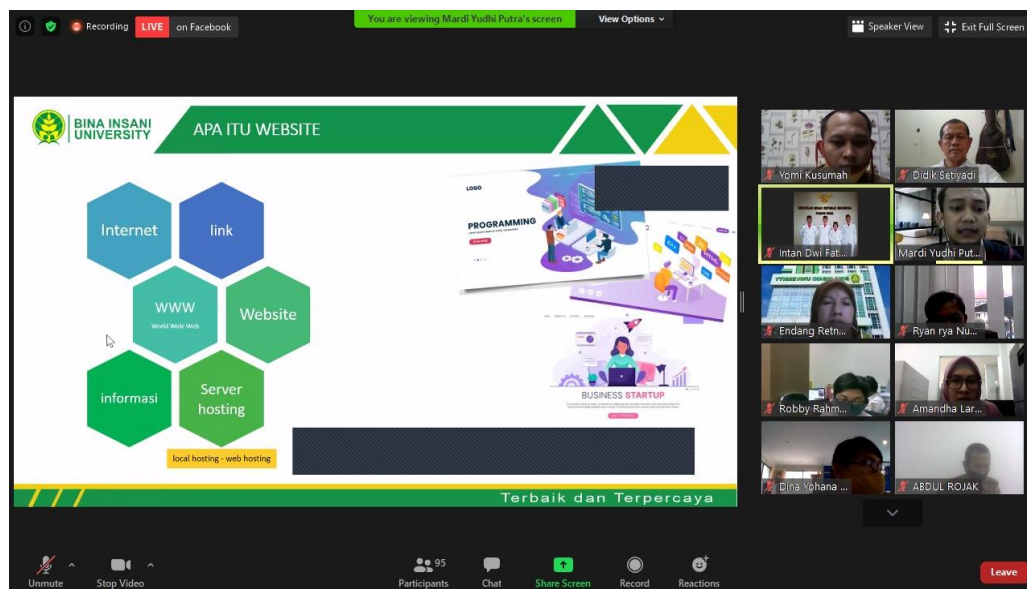 Recording
LIVE on Facebook
You are viewing Mardi Yudhi Putra's screen
View Options
Speaker View
Exit Full Screen
BINA INSANI
UNIVERSITY
APA ITU WEBSITE
Internet
link
WWW
World Wide Web
Website
informasi
Server
hosting
local hosting - web hosting
LOGO
PROGRAMMING
BUSINESS STARTUP
Terbaik dan Terpercaya
Yomi Kusumah
Didik Setiyadi
Intan Dwi Fat...
Mardi Yudhi Put...
Endang Retn...
Ryan rya Nu...
Robby Rahm...
Amandha Lar...
Dina Yohana ...
ABDUL ROJAK
Unmute
Stop Video
95
Participants
Chat
Share Screen
Record
Reactions
Leave